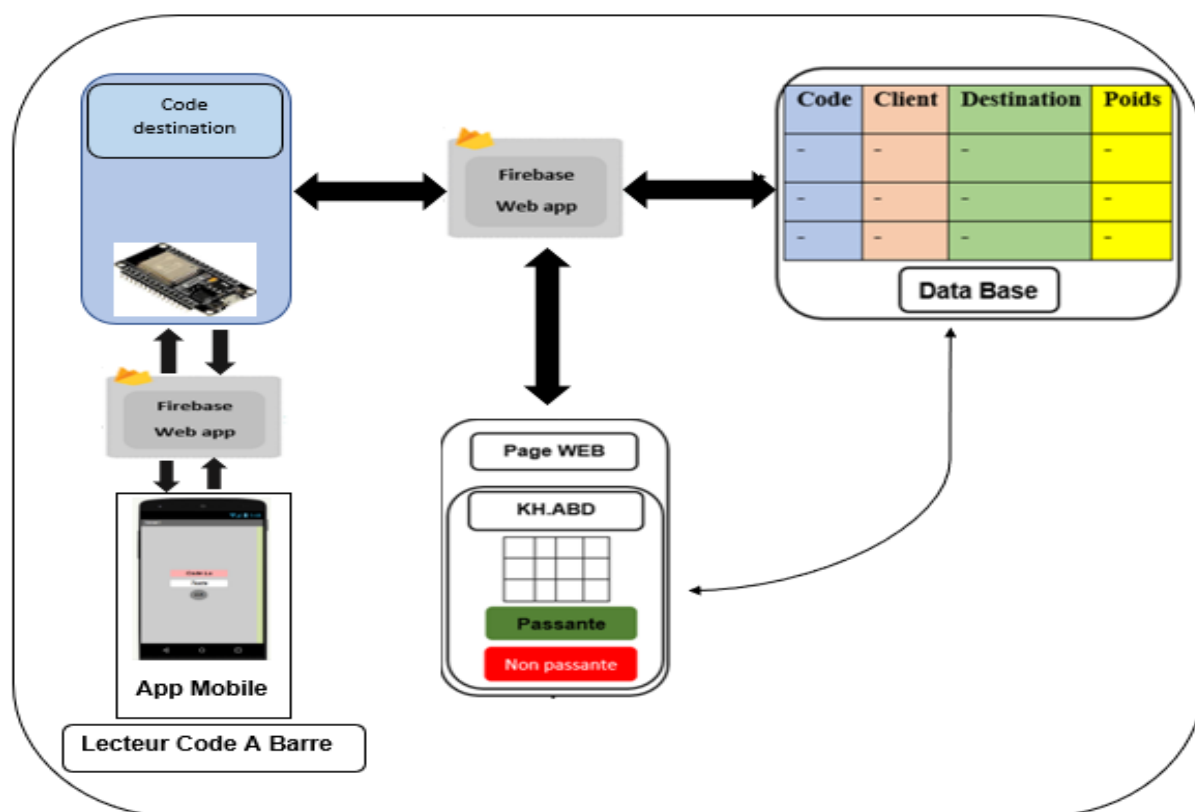 Code
destination
Firebase
Web app
Code Client Destination Poids
- - - -
- - - -
- - - -
Data Base
Firebase
Web app
Page WEB
KH.ABD
Passante
Non passante
App Mobile
Lecteur Code A Barre